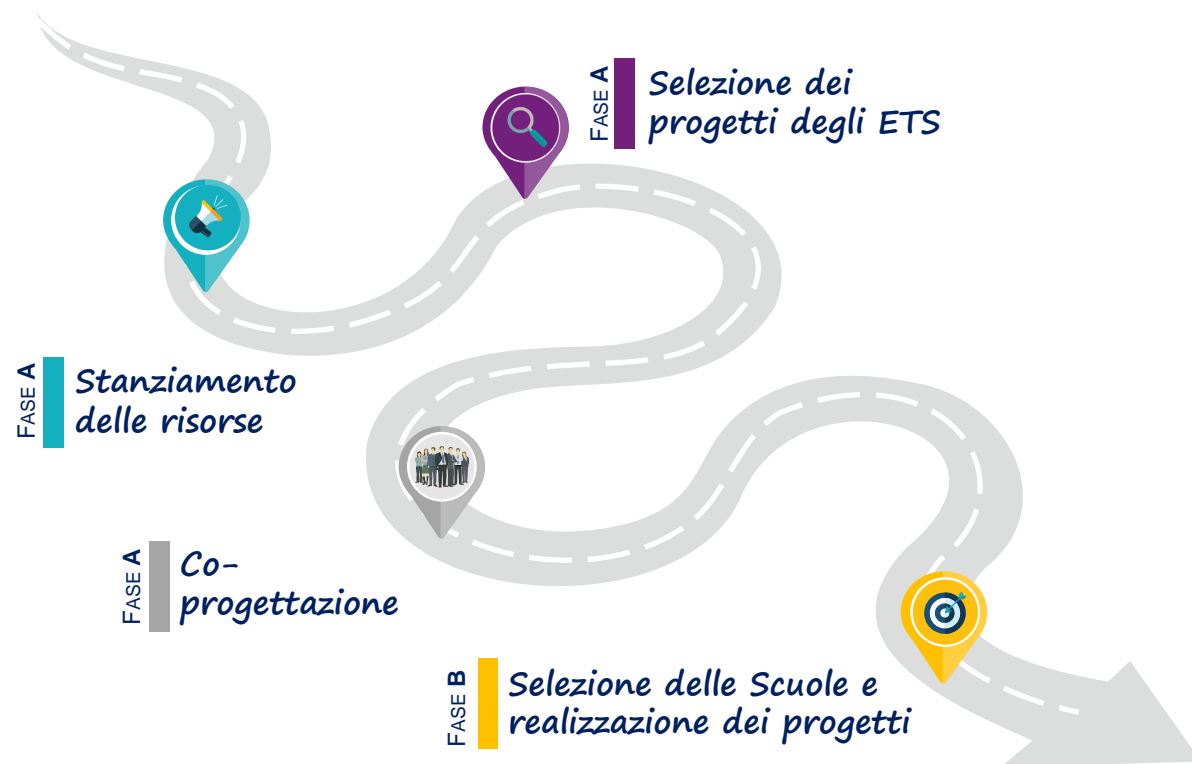 FASE A
Selezione dei
progetti degli ETS
FASE A
Stanziamento
delle risorse
FASE A
Co-
progettazione
FASE B
Selezione delle Scuole e
realizzazione dei progetti